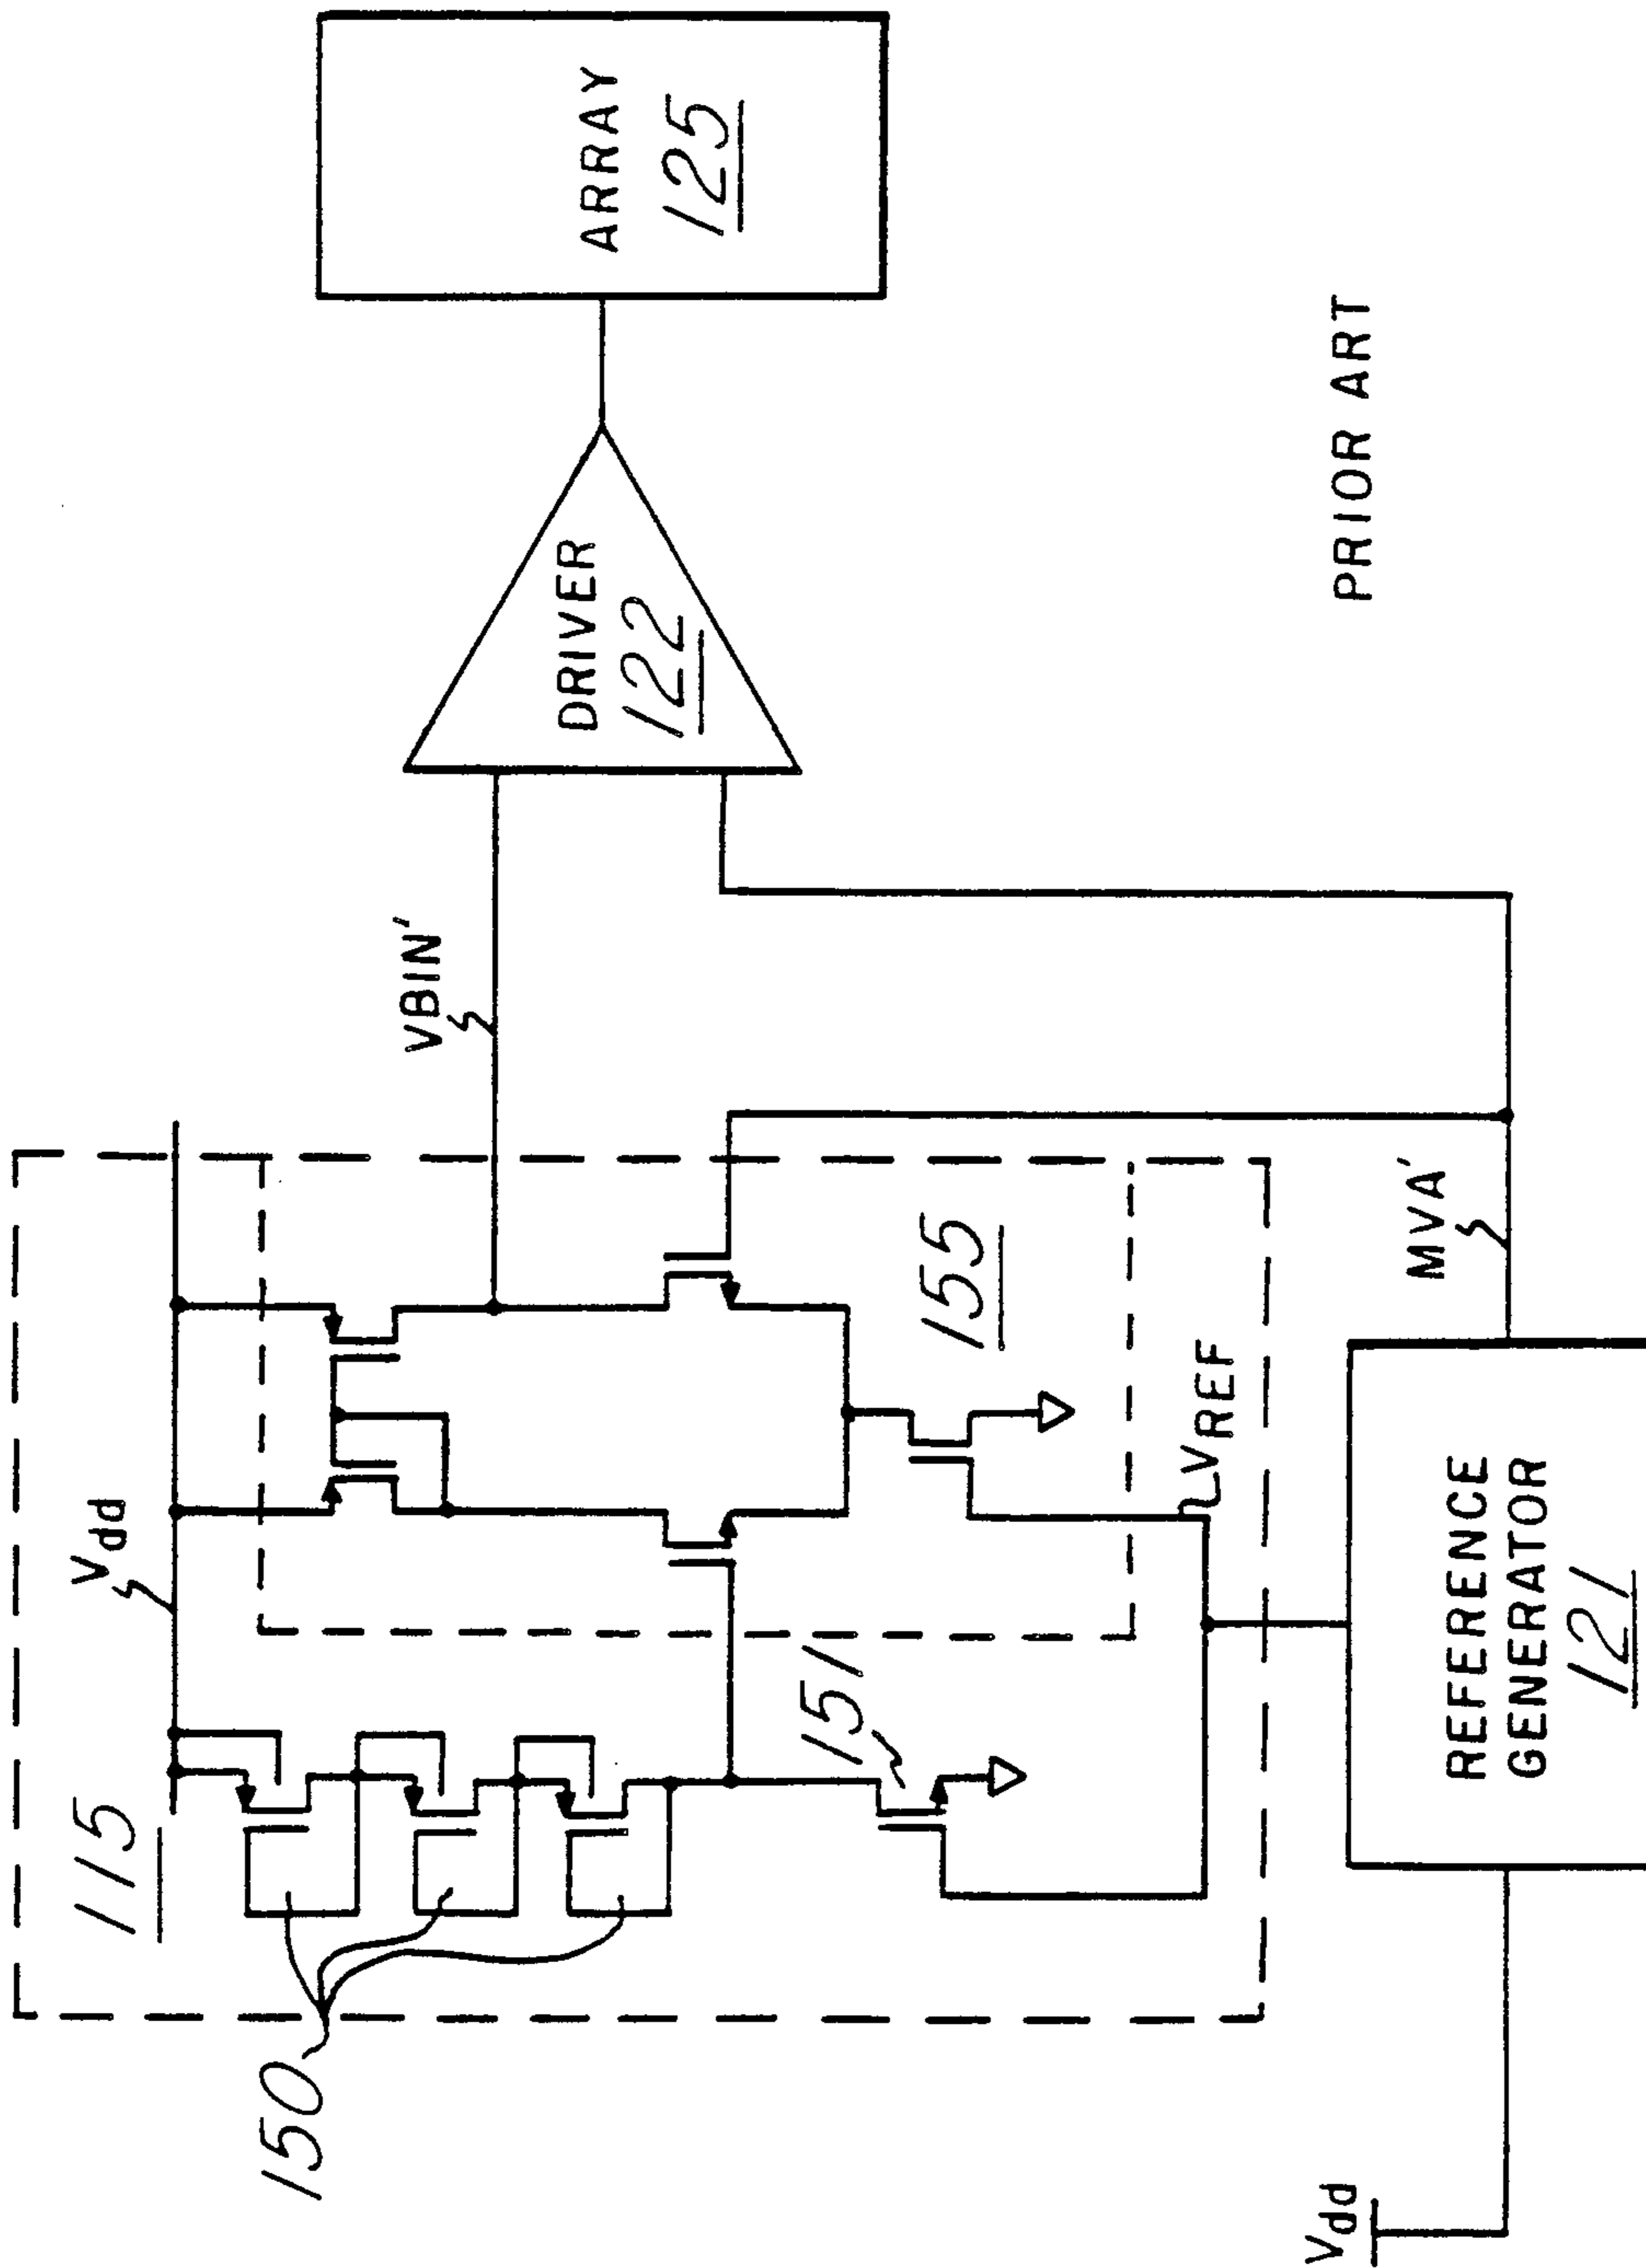 115
Vdd
150
VBIN'
DRIVER
122
ARRAY
125
151
155
VREF
MVA'
Vdd
REFERENCE
GENERATOR
121
PRIOR ART